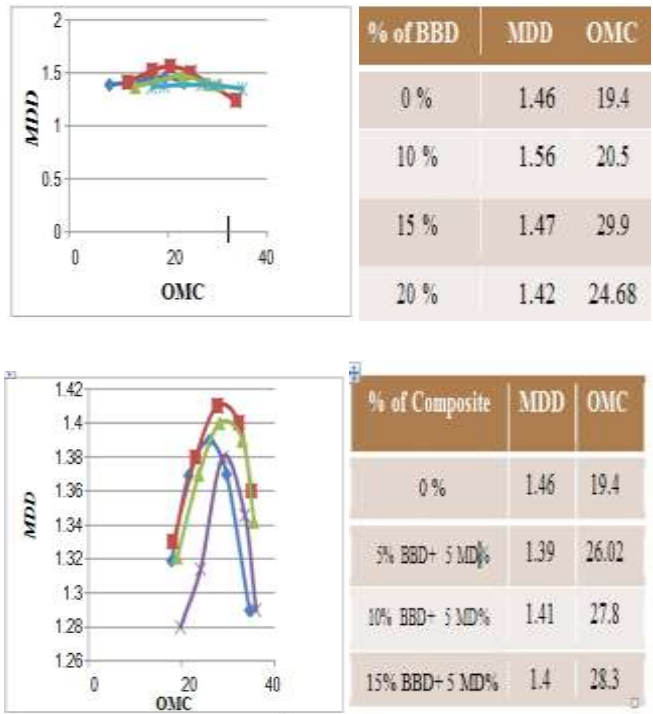 2
1.5
1
0.5
0
MDD
0 20 40
OMC
% of BBD MDD OMC
0 % 1.46 19.4
10 % 1.56 20.5
15 % 1.47 29.9
20 % 1.42 24.68
1.42
1.4
1.38
1.36
1.34
1.32
1.3
1.28
1.26
MDD
0 20 40
OMC
% of Composite MDD OMC
0 % 1.46 19.4
5% BBD+ 5 MD% 1.39 26.02
10% BBD+ 5 MD% 1.41 27.8
15% BBD+5 MD% 1.4 28.3